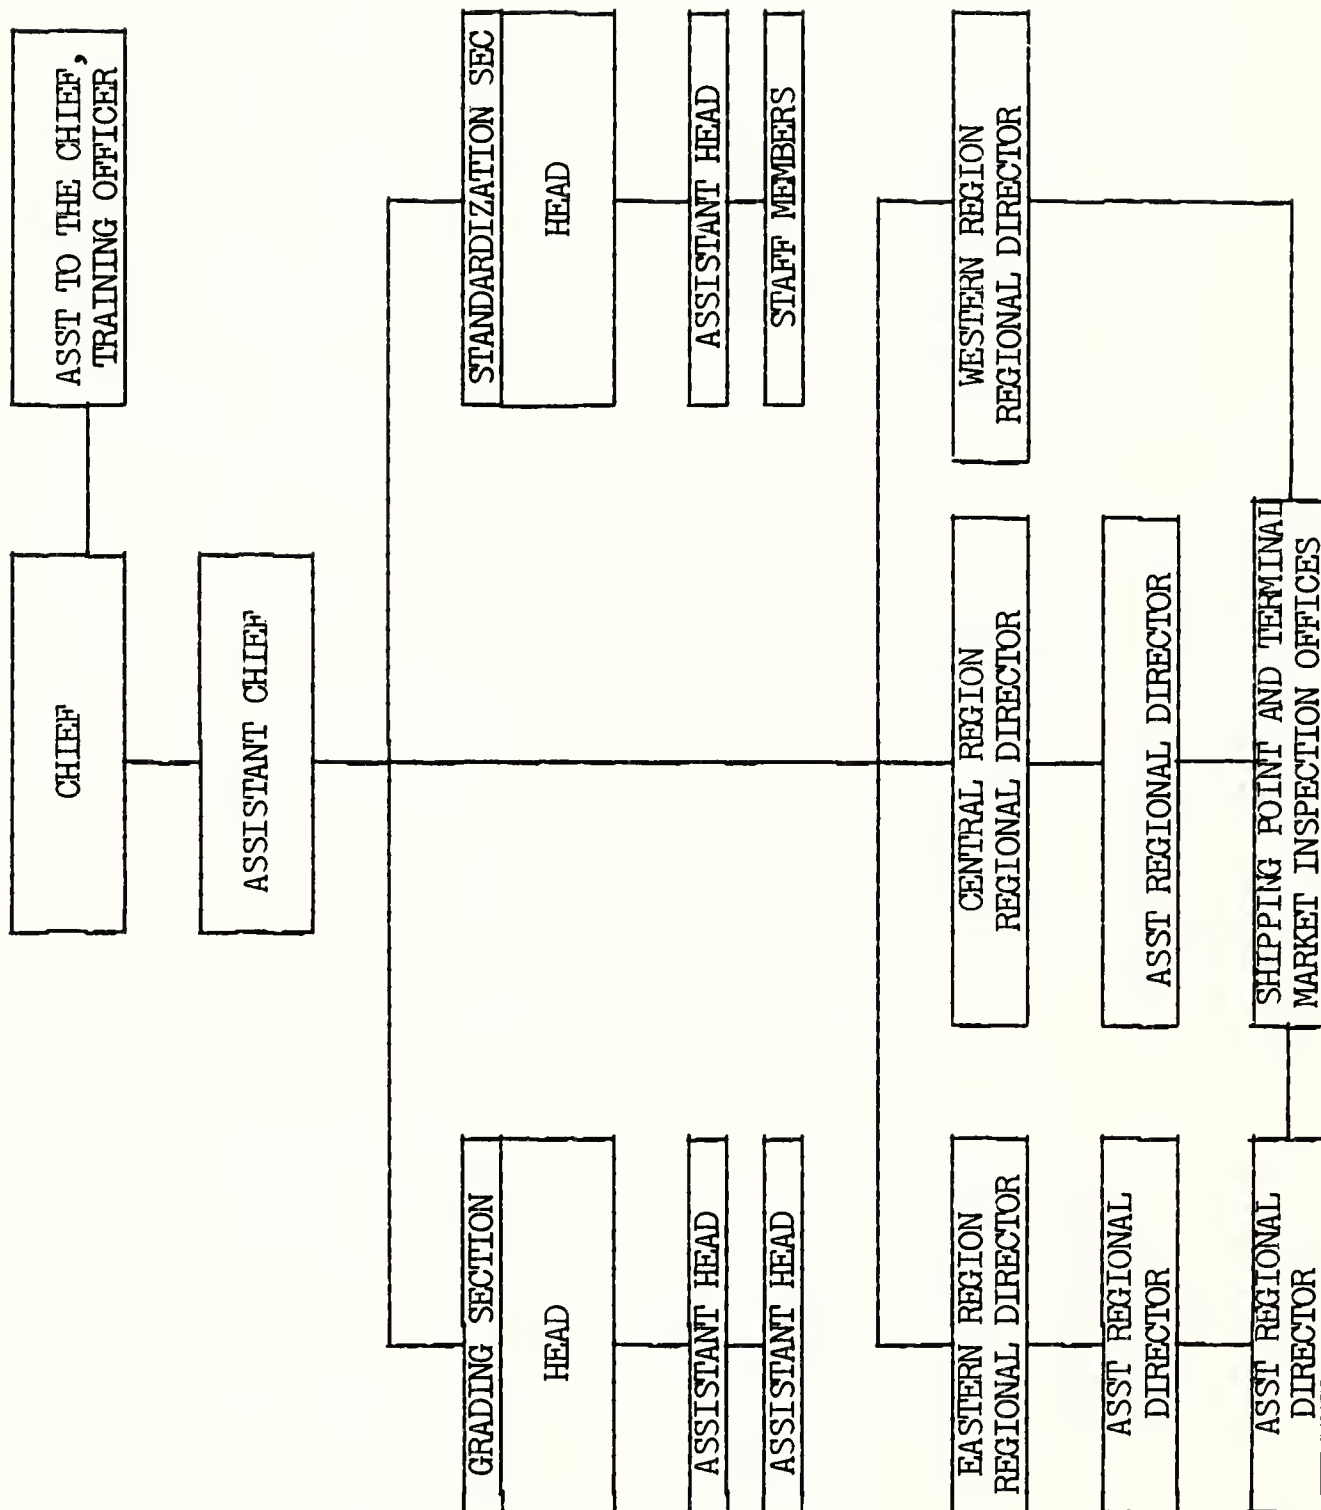 CHIEF
ASST TO THE CHIEF,
TRAINING OFFICER
ASSISTANT CHIEF
GRADING SECTION
HEAD
ASSISTANT HEAD
ASSISTANT HEAD
STANDARDIZATION SEC
HEAD
ASSISTANT HEAD
STAFF MEMBERS
EASTERN REGION
REGIONAL DIRECTOR
ASST REGIONAL
DIRECTOR
ASST REGIONAL
DIRECTOR
CENTRAL REGION
REGIONAL DIRECTOR
ASST REGIONAL DIRECTOR
WESTERN REGION
REGIONAL DIRECTOR
SHIPPING POINT AND TERMINAL
MARKET INSPECTION OFFICES